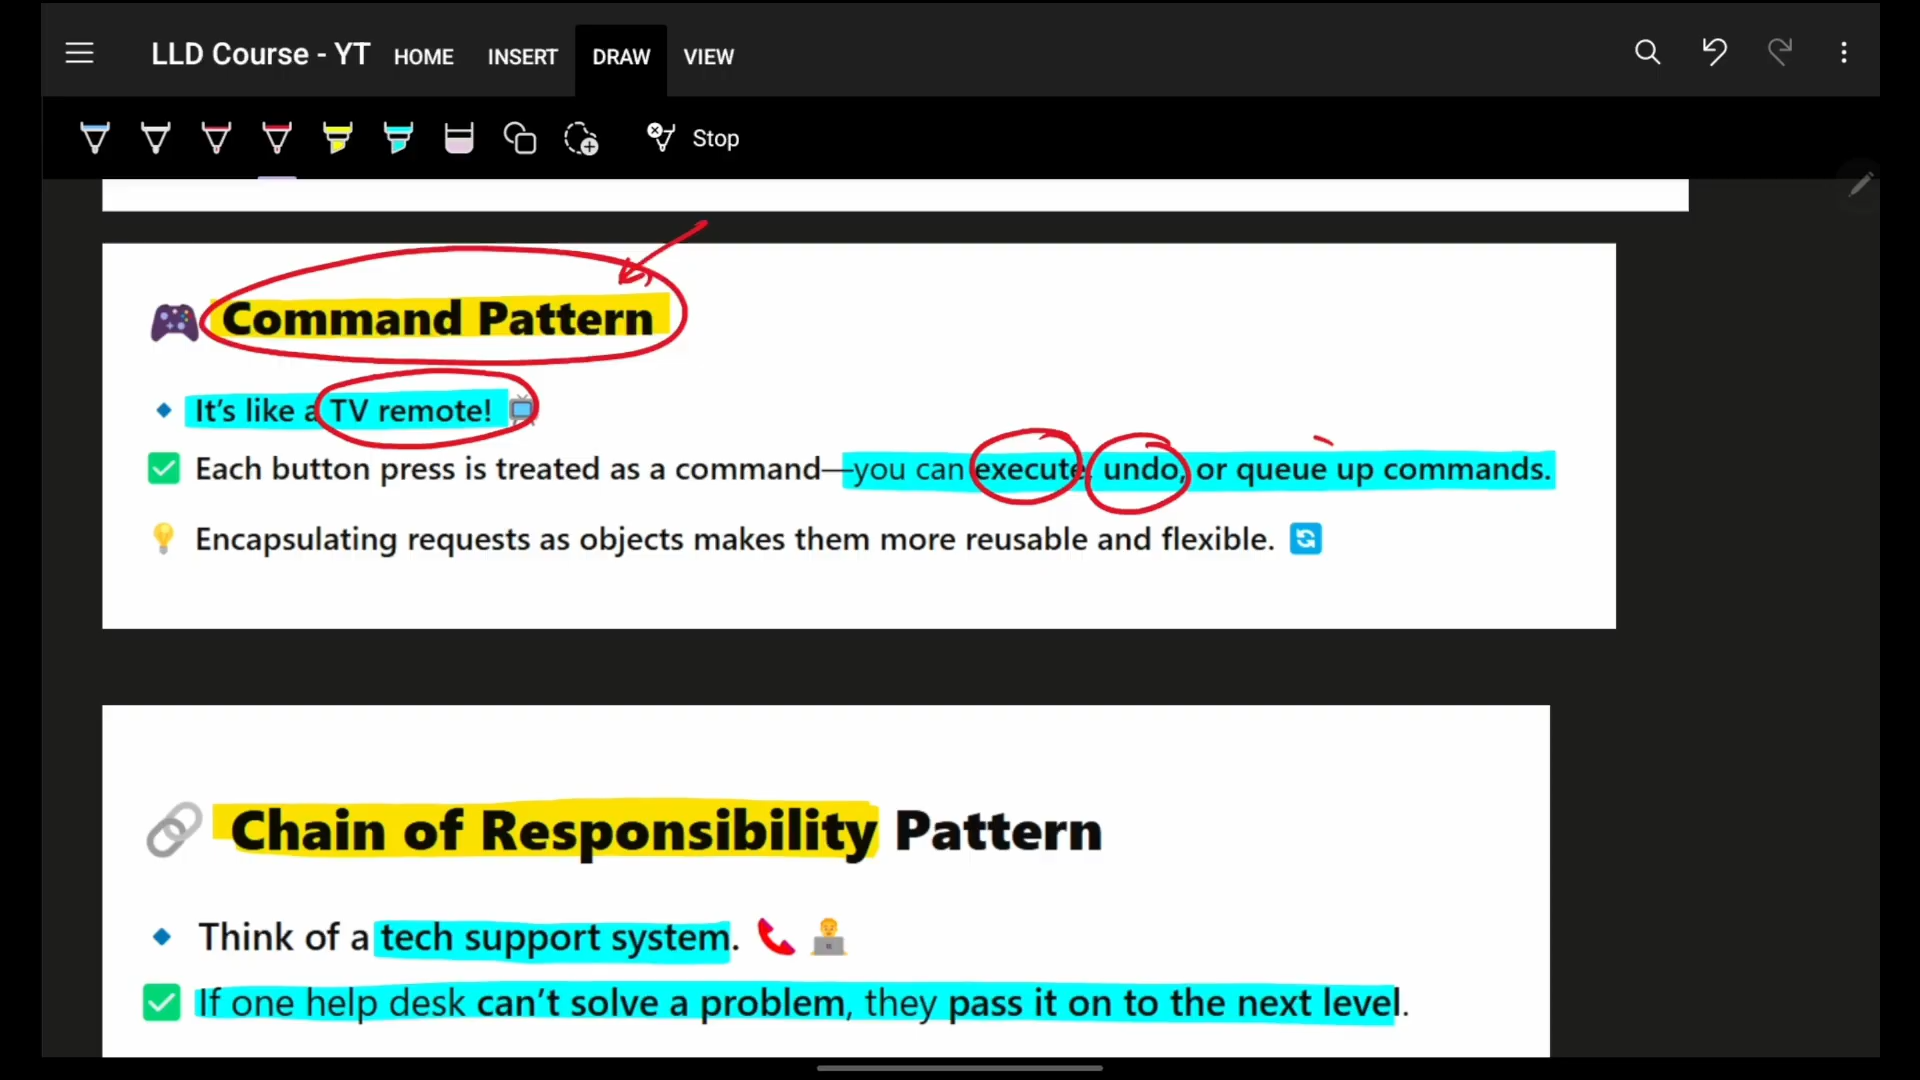 LLD Course - YT HOME INSERT DRAW VIEW
Stop
Command Pattern
It's like a TV remote!
Each button press is treated as a command—you can execute, undo, or queue up commands.
Encapsulating requests as objects makes them more reusable and flexible.
Chain of Responsibility Pattern
Think of a tech support system.
If one help desk can't solve a problem, they pass it on to the next level.